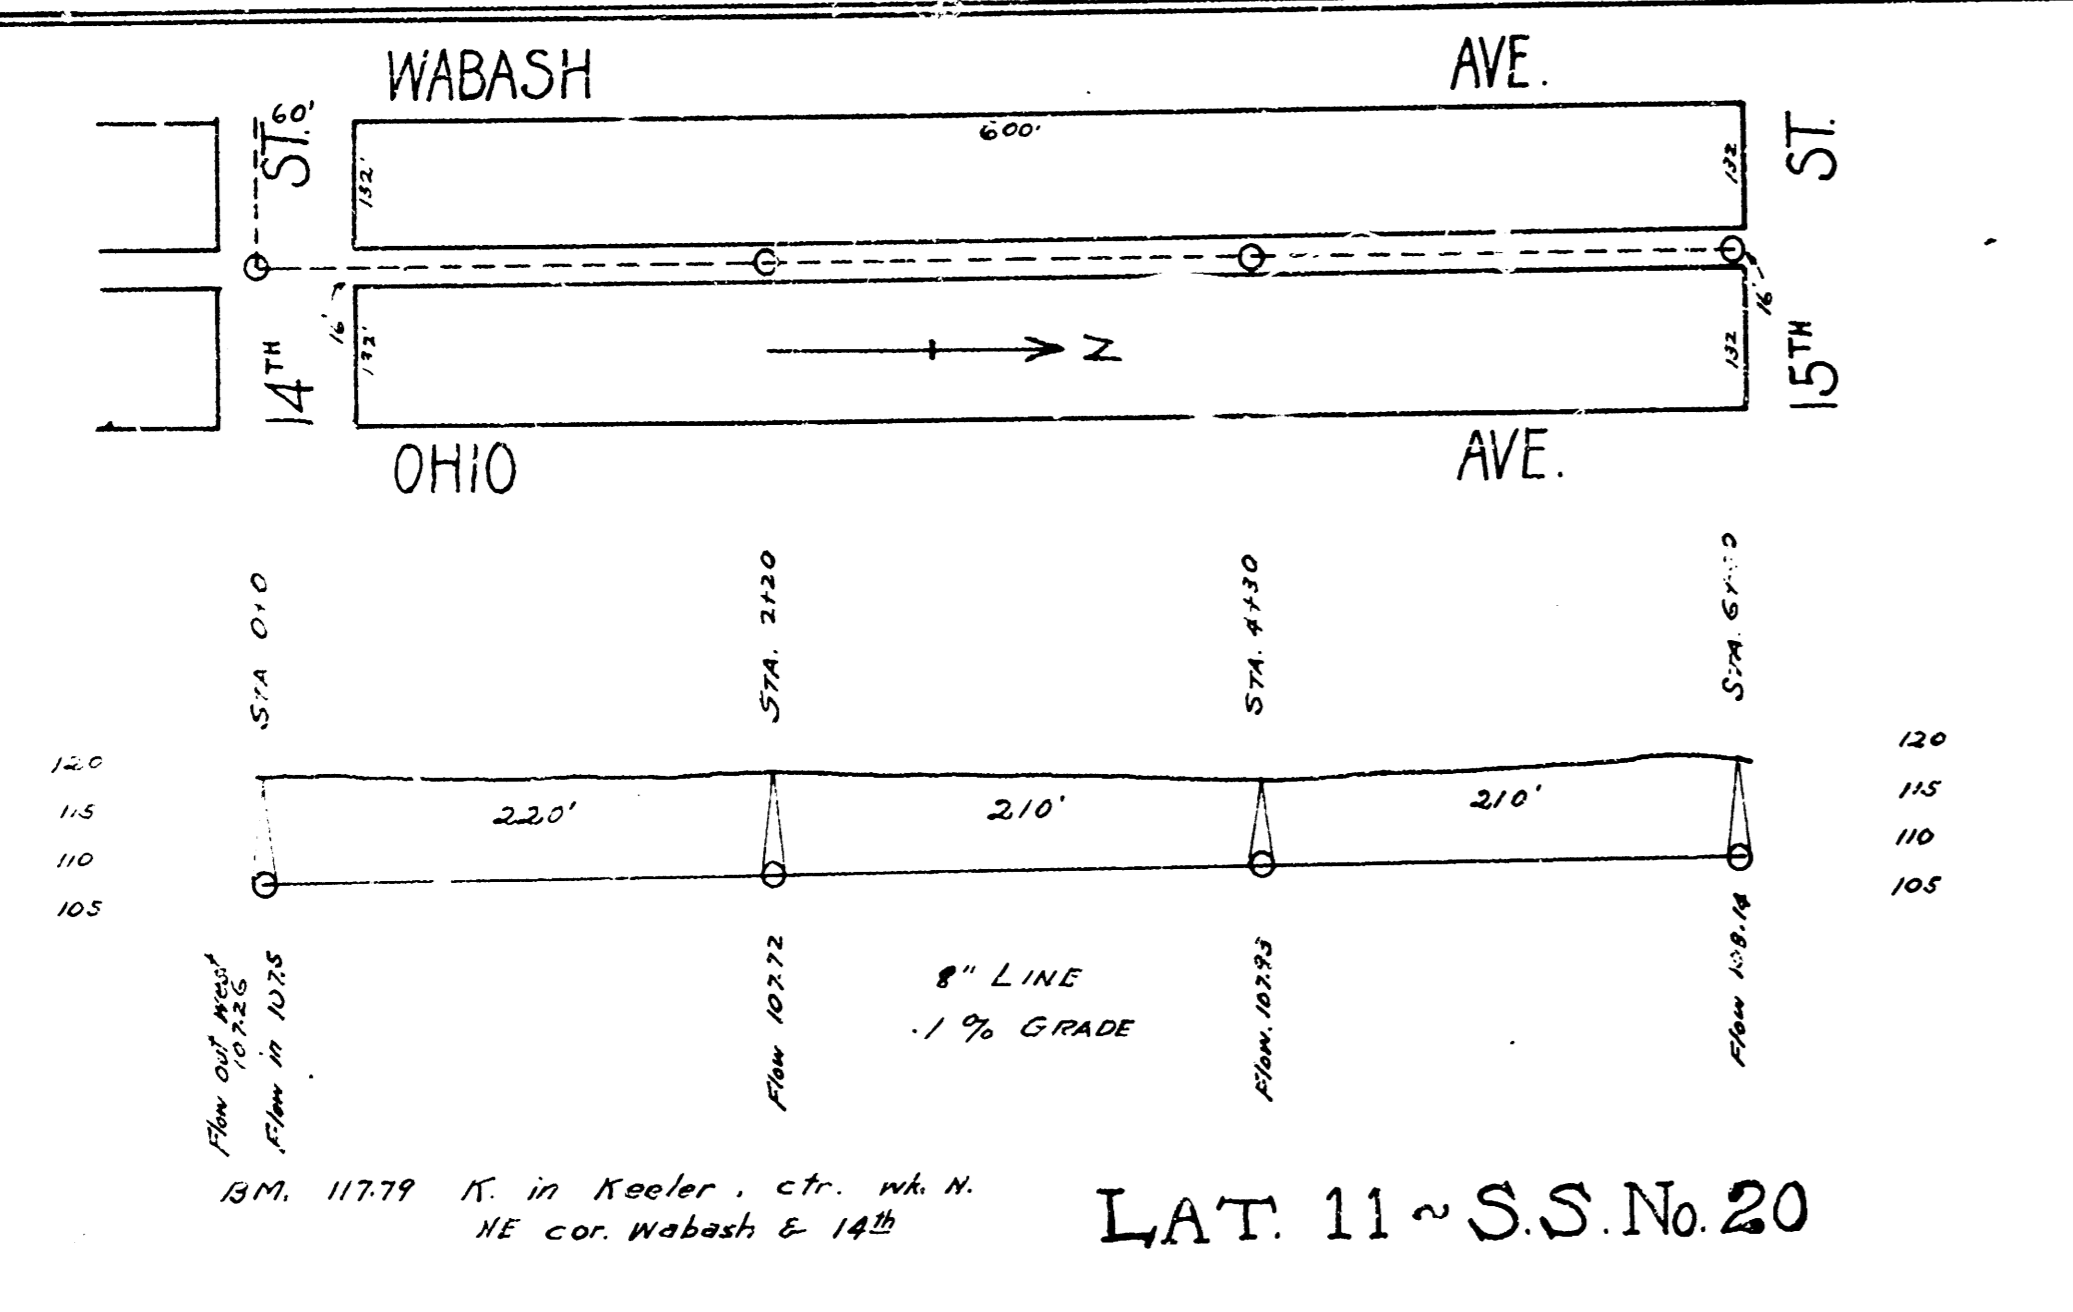 WABASH AVE.
60'
600'
14TH ST.
132'
132
15TH ST.
16'
16'
132'
132
N
OHIO AVE.
STA 0+0
STA. 2+20
STA. 4+30
STA.
120
115
110
105
220'
210'
210'
120
115
110
105
Flow out West
107.26
Flow in 107.5
Flow 107.72
Flow. 107.93
Flow 108.14
8" LINE
.1 % GRADE
BM. 117.79 K. in Keeler, ctr. wk. N.
NE cor. Wabash & 14th
LAT. 11 ~ S.S. No. 20